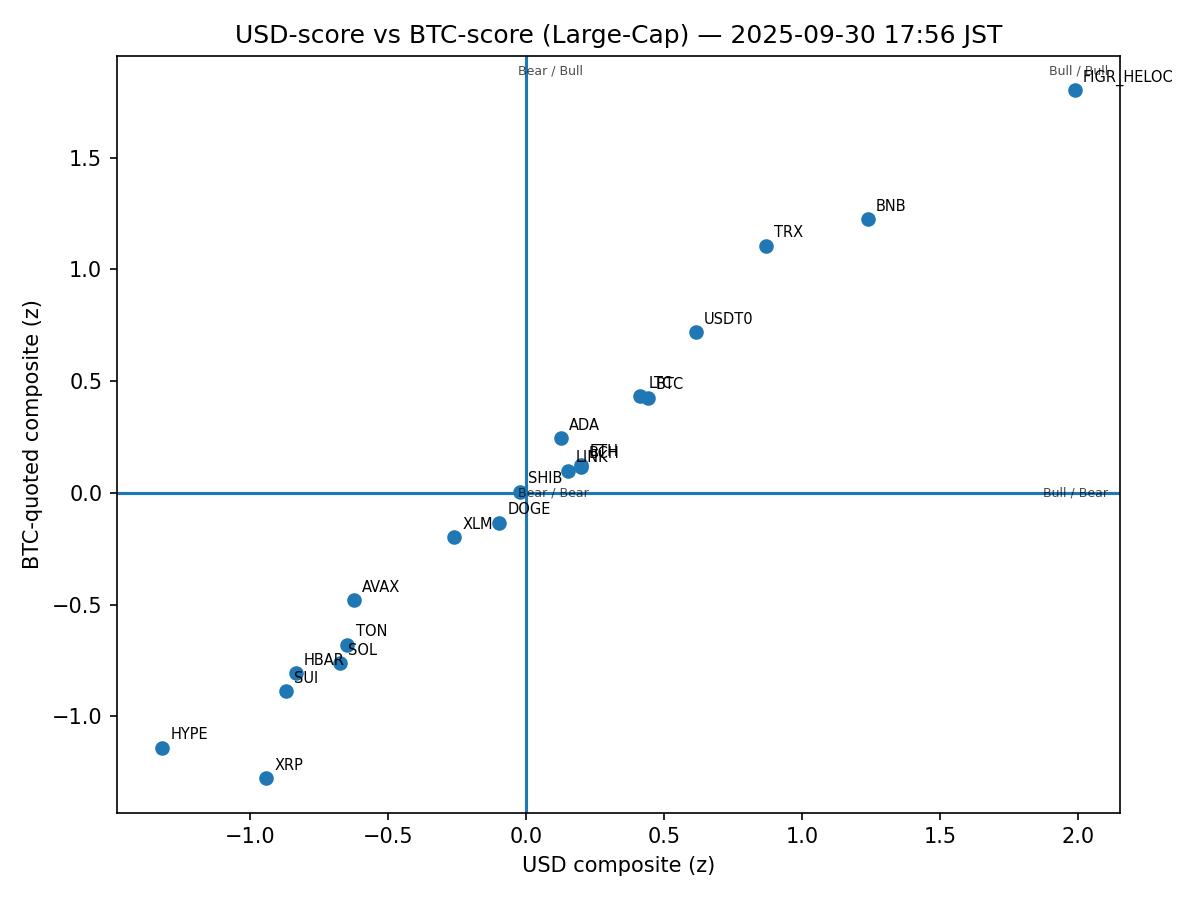 USD-score vs BTC-score (Large-Cap) — 2025-09-30 17:56 JST
Bear / Bull
Bull / Bull
FIGR_HELOC
BNB
TRX
USDT0
LTC
BTC
ADA
ETH
BCH
LINK
SHIB
Bear / Bear
Bull / Bear
DOGE
XLM
AVAX
TON
SOL
HBAR
SUI
HYPE
XRP
1.5
1.0
0.5
0.0
−0.5
−1.0
BTC-quoted composite (z)
−1.0
−0.5
0.0
0.5
1.0
1.5
2.0
USD composite (z)